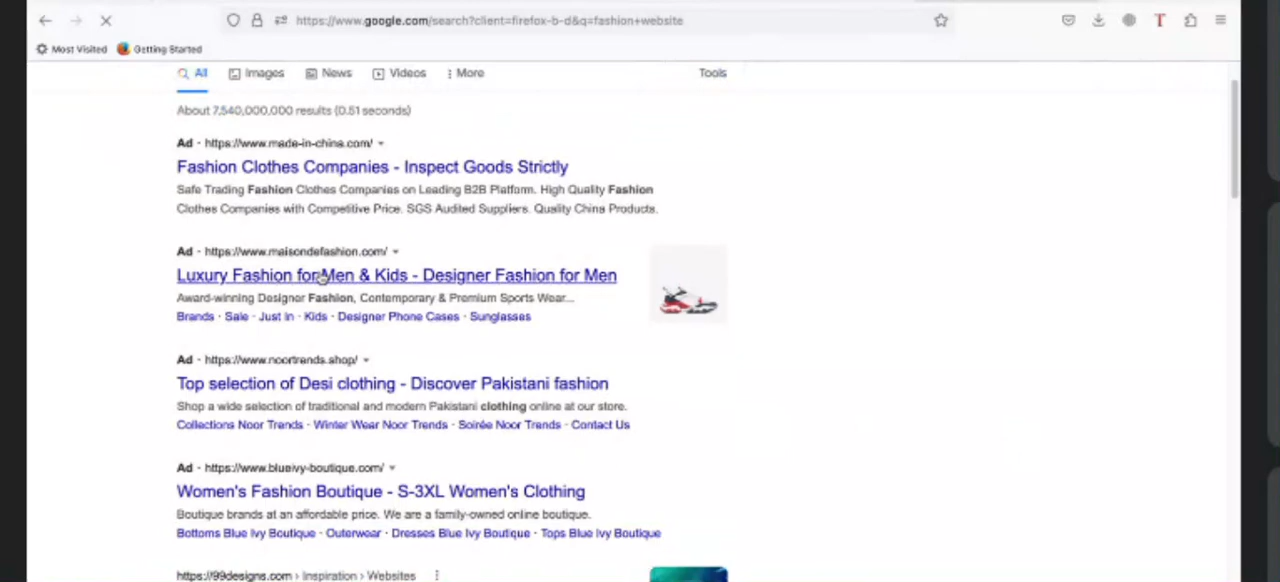 https://www.google.com/search?client=firefox-b-d&q=fashion+website
Most Visited Getting Started
All Images News Videos More Tools
About 7,540,000,000 results (0.51 seconds)
Ad · https://www.made-in-china.com/
Fashion Clothes Companies - Inspect Goods Strictly
Safe Trading Fashion Clothes Companies on Leading B2B Platform. High Quality Fashion
Clothes Companies with Competitive Price. SGS Audited Suppliers. Quality China Products.
Ad · https://www.maisondefashion.com/
Luxury Fashion for Men & Kids - Designer Fashion for Men
Award-winning Designer Fashion, Contemporary & Premium Sports Wear...
Brands · Sale · Just In · Kids · Designer Phone Cases · Sunglasses
Ad · https://www.noortrends.shop/
Top selection of Desi clothing - Discover Pakistani fashion
Shop a wide selection of traditional and modern Pakistani clothing online at our store.
Collections Noor Trends · Winter Wear Noor Trends · Soirée Noor Trends · Contact Us
Ad · https://www.blueivy-boutique.com/
Women's Fashion Boutique - S-3XL Women's Clothing
Boutique brands at an affordable price. We are a family-owned online boutique.
Bottoms Blue Ivy Boutique · Outerwear · Dresses Blue Ivy Boutique · Tops Blue Ivy Boutique
https://99designs.com › Inspiration › Websites